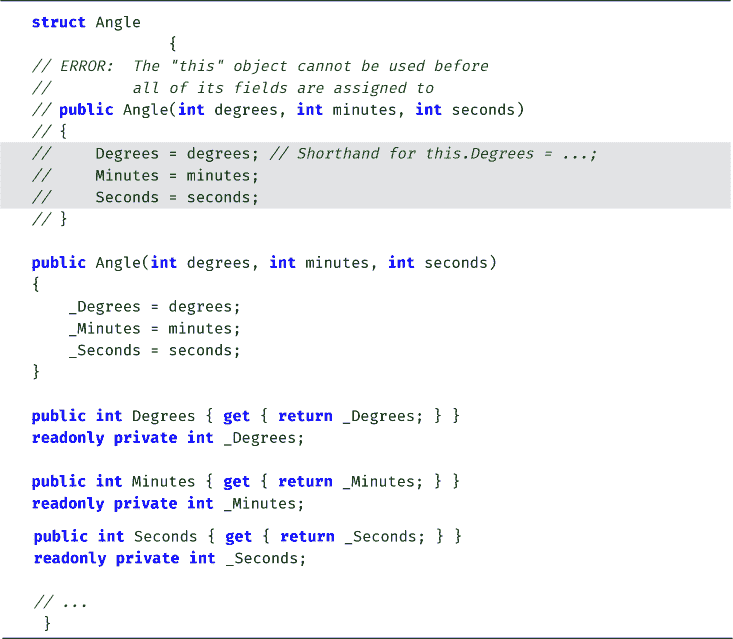 struct Angle
{
// ERROR:  The "this" object cannot be used before
//         all of its fields are assigned to
// public Angle(int degrees, int minutes, int seconds)
// {
//     Degrees = degrees; // Shorthand for this.Degrees = ...;
//     Minutes = minutes;
//     Seconds = seconds;
// }
public Angle(int degrees, int minutes, int seconds)
{
    _Degrees = degrees;
    _Minutes = minutes;
    _Seconds = seconds;
}
public int Degrees { get { return _Degrees; } }
readonly private int _Degrees;
public int Minutes { get { return _Minutes; } }
readonly private int _Minutes;
public int Seconds { get { return _Seconds; } }
readonly private int _Seconds;
// ...
}